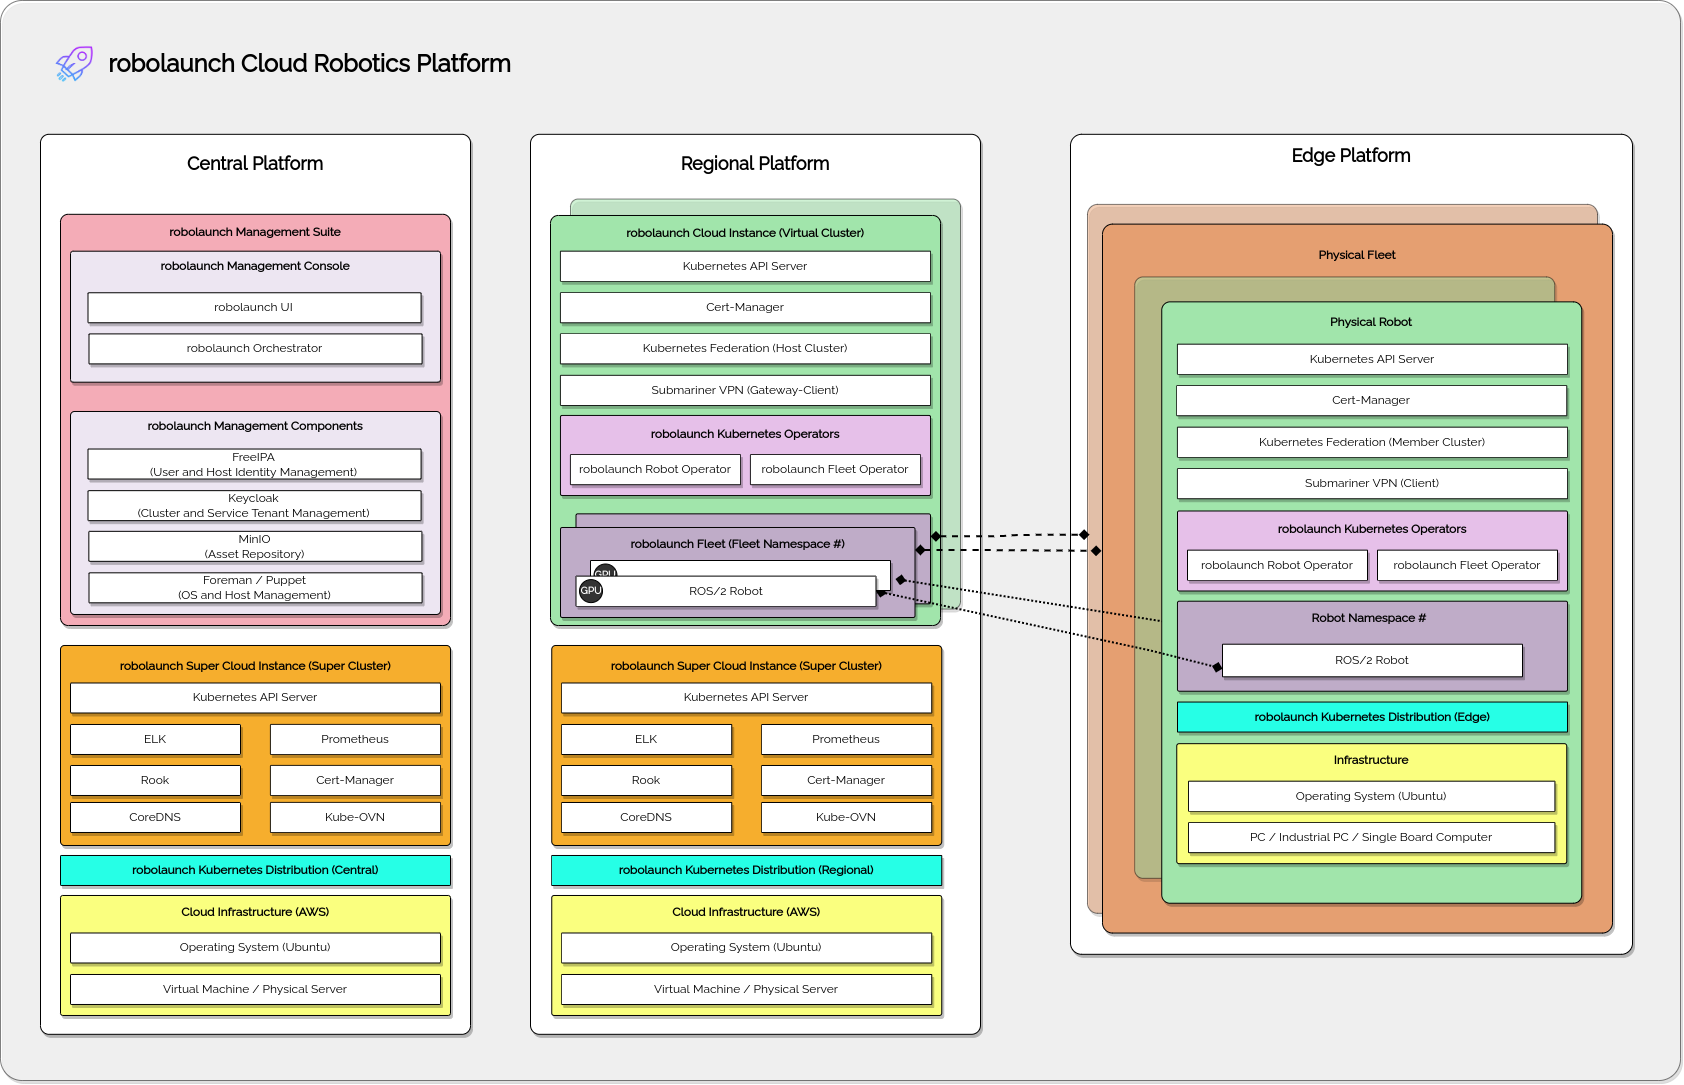 robolaunch Cloud Robotics Platform
Central Platform
robolaunch Management Suite
robolaunch Management Console
robolaunch UI
robolaunch Orchestrator
robolaunch Management Components
FreeIPA
(User and Host Identity Management)
Keycloak
(Cluster and Service Tenant Management)
MinIO
(Asset Repository)
Foreman / Puppet
(OS and Host Management)
robolaunch Super Cloud Instance (Super Cluster)
Kubernetes API Server
ELK
Prometheus
Rook
Cert-Manager
CoreDNS
Kube-OVN
robolaunch Kubernetes Distribution (Central)
Cloud Infrastructure (AWS)
Operating System (Ubuntu)
Virtual Machine / Physical Server
Regional Platform
robolaunch Cloud Instance (Virtual Cluster)
Kubernetes API Server
Cert-Manager
Kubernetes Federation (Host Cluster)
Submariner VPN (Gateway-Client)
robolaunch Kubernetes Operators
robolaunch Robot Operator
robolaunch Fleet Operator
robolaunch Fleet (Fleet Namespace #)
GPU
GPU
ROS/2 Robot
robolaunch Super Cloud Instance (Super Cluster)
Kubernetes API Server
ELK
Prometheus
Rook
Cert-Manager
CoreDNS
Kube-OVN
robolaunch Kubernetes Distribution (Regional)
Cloud Infrastructure (AWS)
Operating System (Ubuntu)
Virtual Machine / Physical Server
Edge Platform
Physical Fleet
Physical Robot
Kubernetes API Server
Cert-Manager
Kubernetes Federation (Member Cluster)
Submariner VPN (Client)
robolaunch Kubernetes Operators
robolaunch Robot Operator
robolaunch Fleet Operator
Robot Namespace #
ROS/2 Robot
robolaunch Kubernetes Distribution (Edge)
Infrastructure
Operating System (Ubuntu)
PC / Industrial PC / Single Board Computer